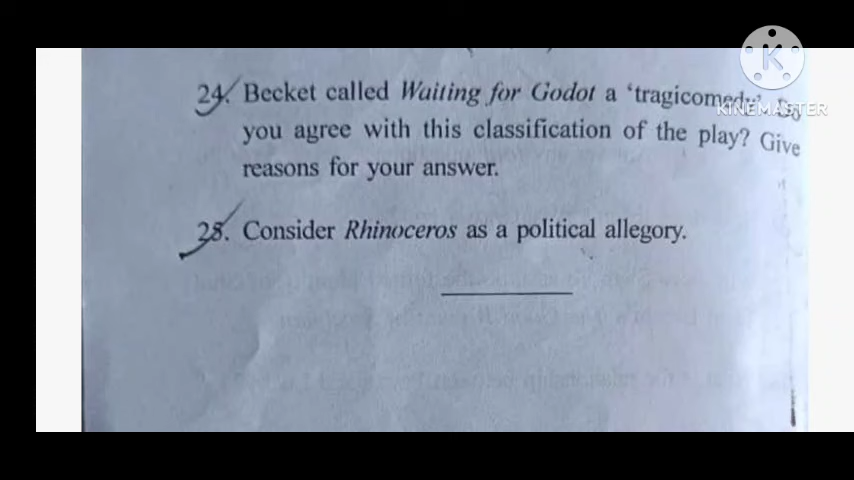 24. Becket called Waiting for Godot a 'tragicomedy'. Do
you agree with this classification of the play? Give
reasons for your answer.
25. Consider Rhinoceros as a political allegory.
K
KINEMASTER